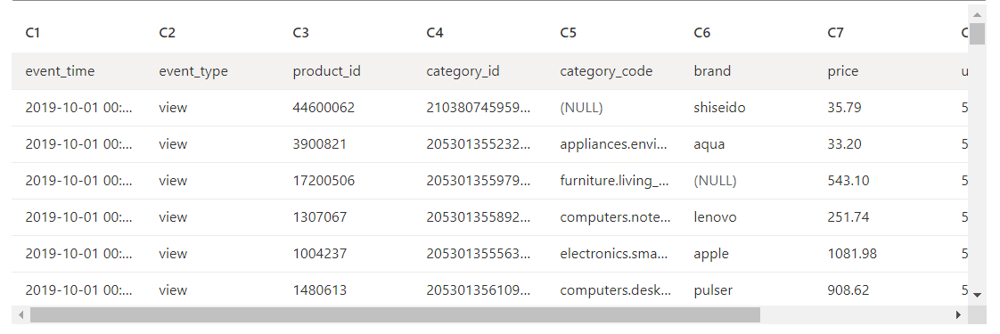 C1 C2 C3 C4 C5 C6 C7 C
event_time event_type product_id category_id category_code brand price u
2019-10-01 00:... view 44600062 210380745959... (NULL) shiseido 35.79 5
2019-10-01 00:... view 3900821 205301355232... appliances.envi... aqua 33.20 5
2019-10-01 00:... view 17200506 205301355979... furniture.living_... (NULL) 543.10 5
2019-10-01 00:... view 1307067 205301355892... computers.note... lenovo 251.74 5
2019-10-01 00:... view 1004237 205301355563... electronics.sma... apple 1081.98 5
2019-10-01 00:... view 1480613 205301356109... computers.desk... pulser 908.62 5